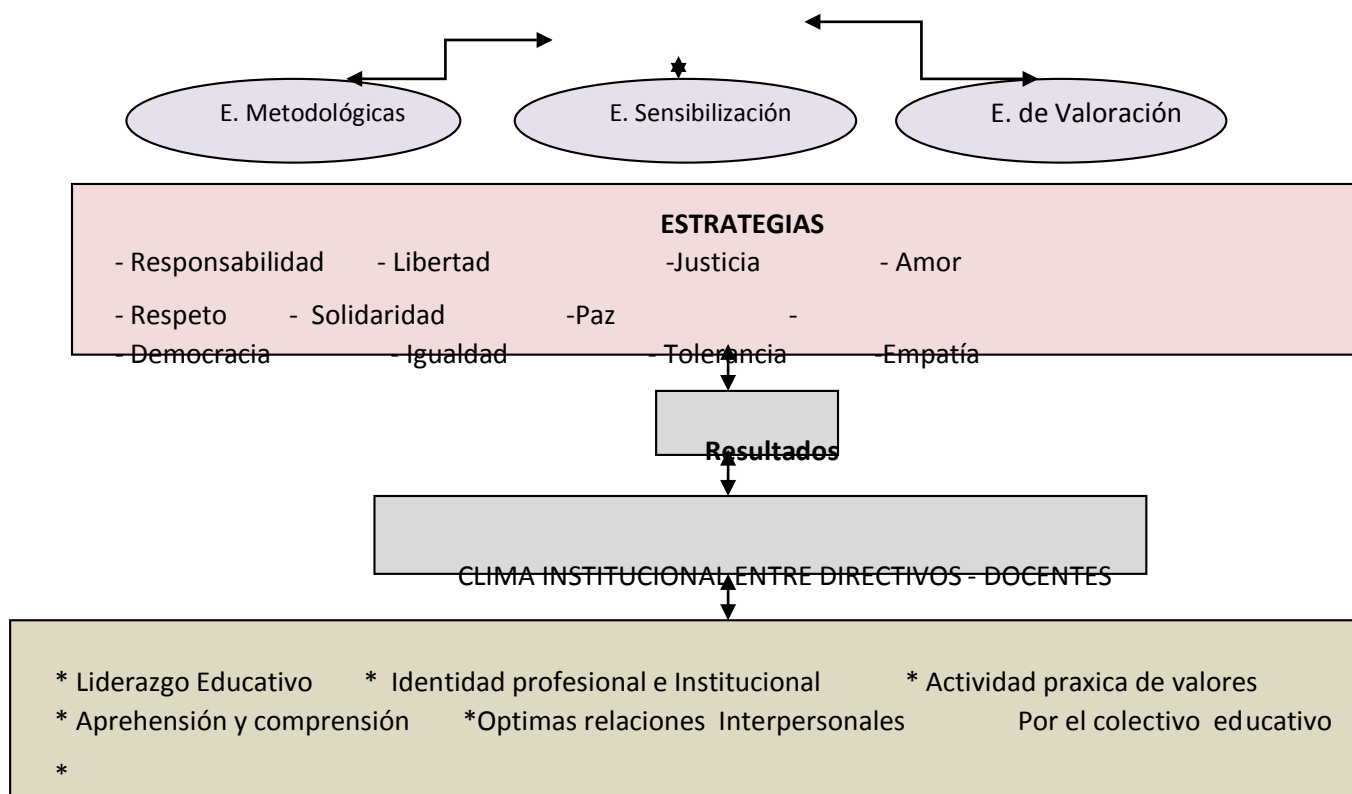 E. Metodológicas E. Sensibilización E. de Valoración
ESTRATEGIAS
- Responsabilidad - Libertad -Justicia - Amor
- Respeto - Solidaridad -Paz -
- Democracia - Igualdad - Tolerancia -Empatía
Resultados
CLIMA INSTITUCIONAL ENTRE DIRECTIVOS - DOCENTES
* Liderazgo Educativo * Identidad profesional e Institucional * Actividad praxica de valores
* Aprehensión y comprensión *Optimas relaciones Interpersonales Por el colectivo educativo
*